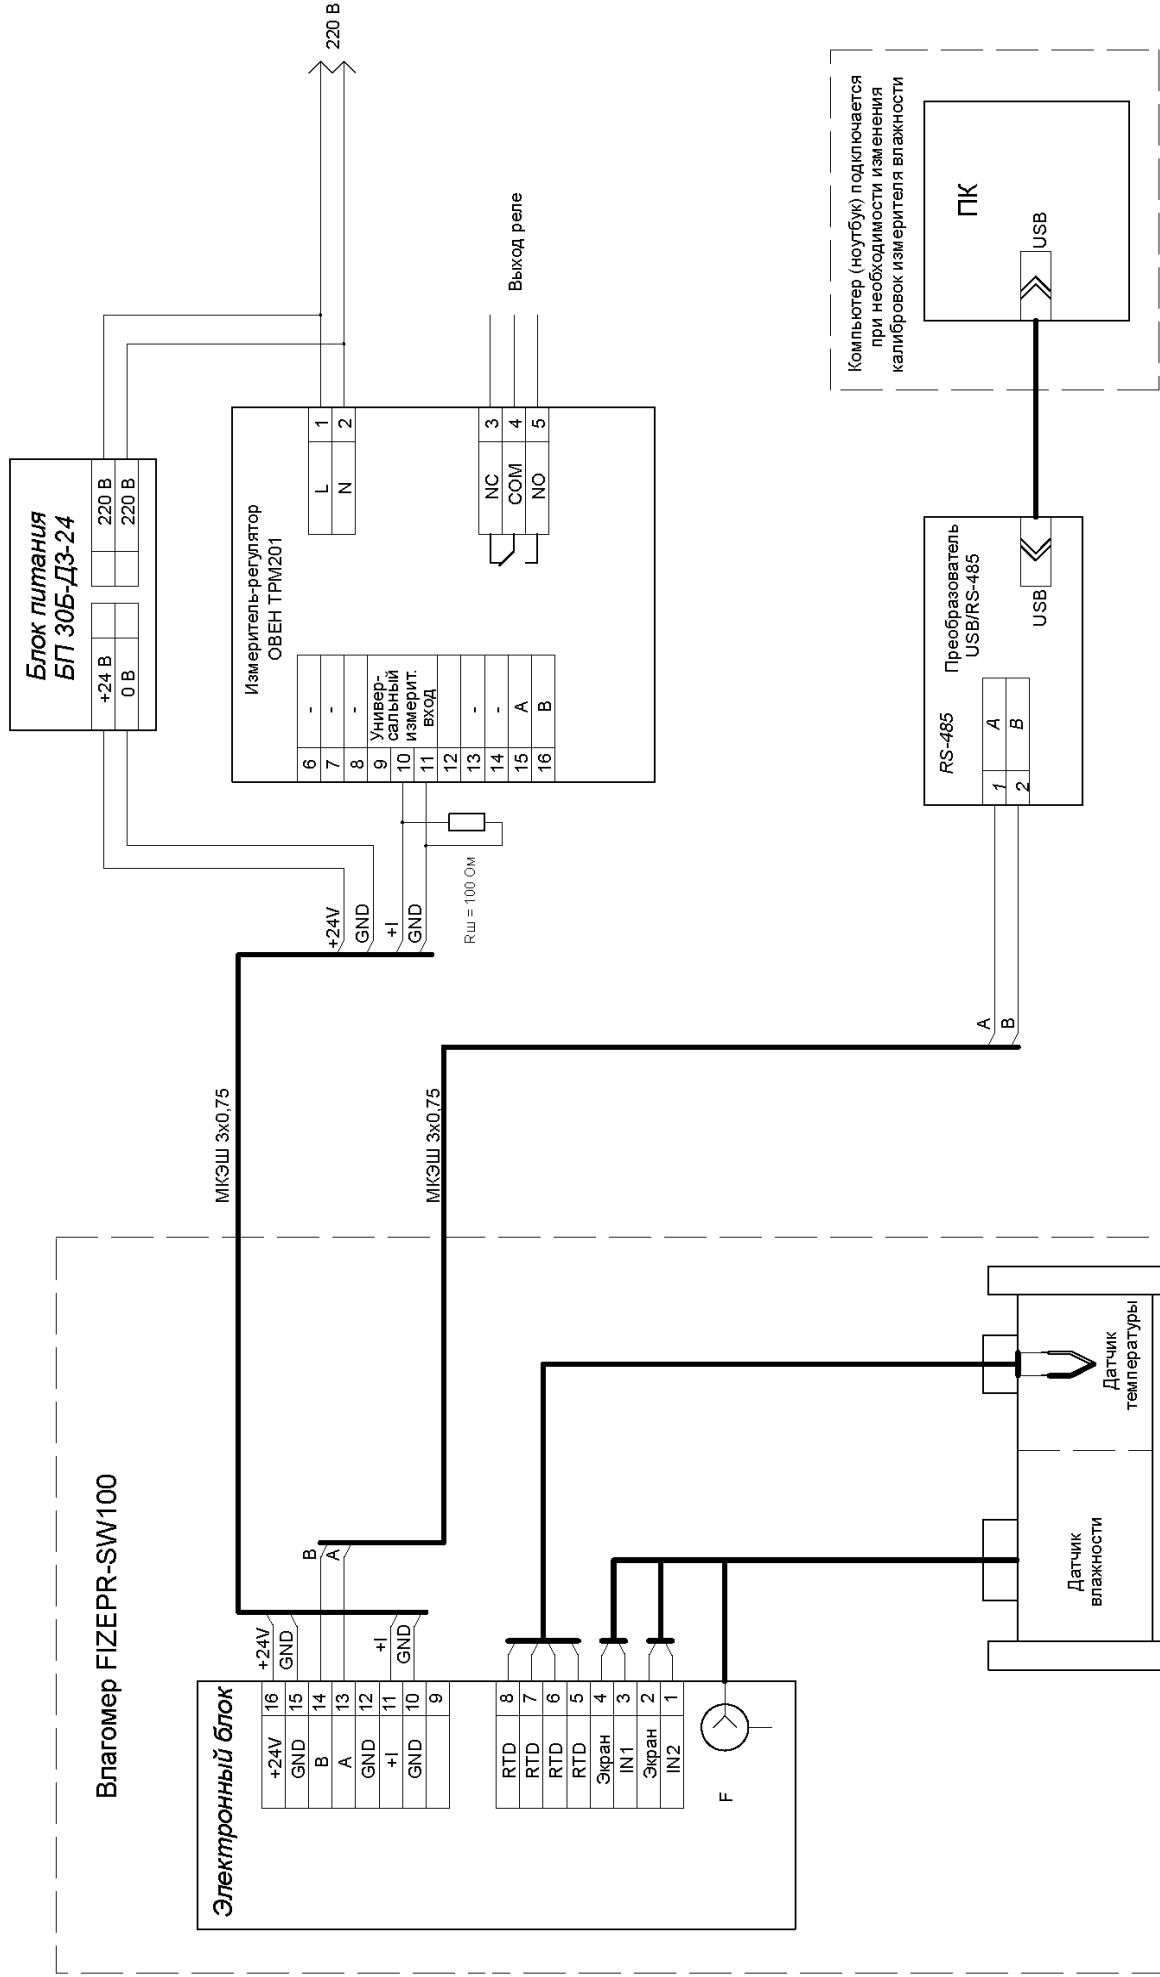 Влагомер FIZEPR-SW100
Электронный блок
+24V 16
GND 15
B 14
A 13
GND 12
+I 11
GND 10
9
RTD 8
RTD 7
RTD 6
RTD 5
Экран 4
IN1 3
Экран 2
IN2 1
F
+24V
GND
B
A
+I
GND
Датчик
влажности
Датчик
температуры
МКЭШ 3х0,75
МКЭШ 3х0,75
+24V
GND
+I
GND
Rш = 100 Ом
A
B
Блок питания
БП 30Б-Д3-24
+24 В
0 В
220 В
220 В
220 В
Измеритель-регулятор
ОВЕН ТРМ201
6 -
7 -
8 -
9
10
11
12
Универ-
сальный
измерит.
вход
13 -
14 -
15 A
16 B
L 1
N 2
NC 3
COM 4
NO 5
Выход реле
RS-485
1 A
2 B
Преобразователь
USB/RS-485
USB
Компьютер (ноутбук) подключается
при необходимости изменения
калибровок измерителя влажности
ПК
USB